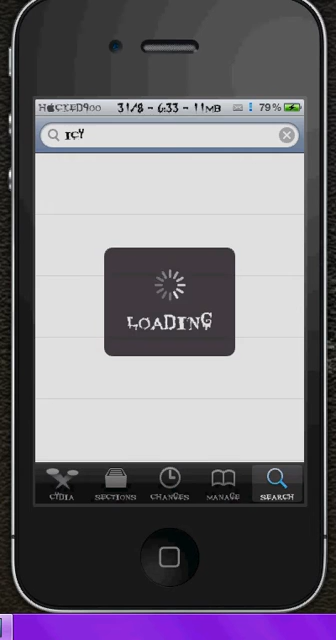 HACKED900 31/8 - 6:33 - 11MB 79%
ICY
LOADING
CYDIA SECTIONS CHANGES MANAGE SEARCH